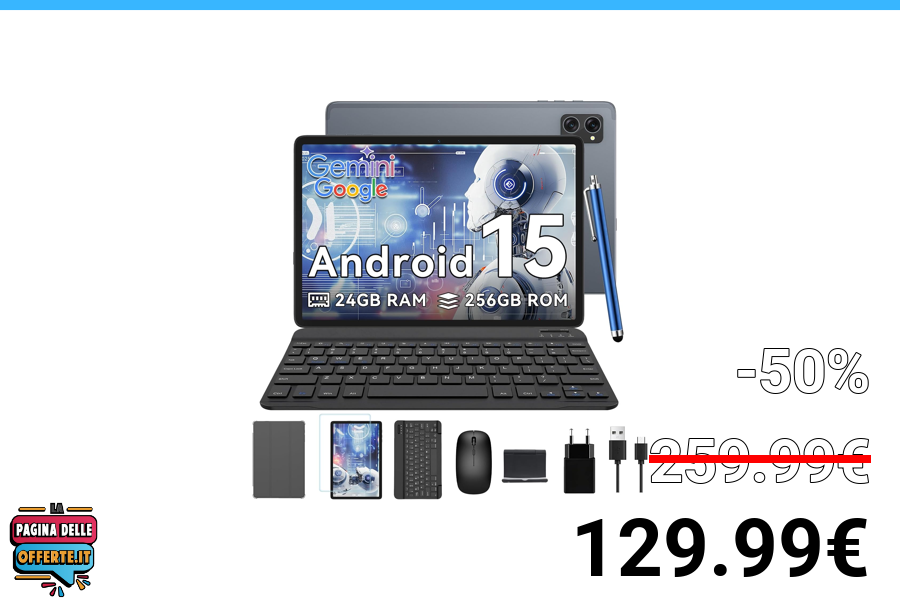 Gemini
Google
Android 15
24GB RAM 256GB ROM
-50%
259.99€
129.99€
LA
PAGINA DELLE
OFFERTE.IT